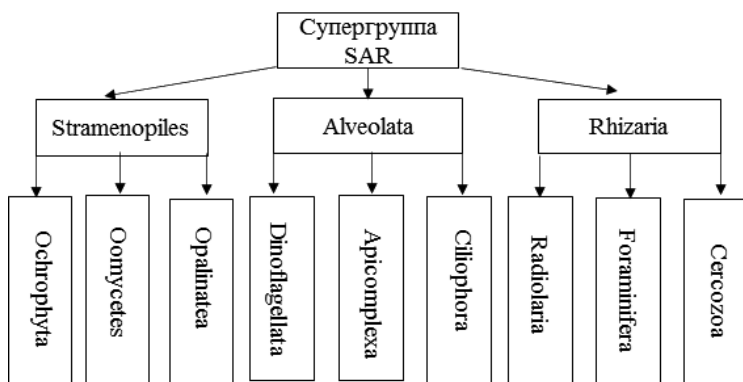 Супергруппа
SAR
Stramenopiles
Alveolata
Rhizaria
Ochrophyta
Oomycetes
Opalinatea
Dinoflagellata
Apicomplexa
Ciliophora
Radiolaria
Foraminifera
Cercozoa